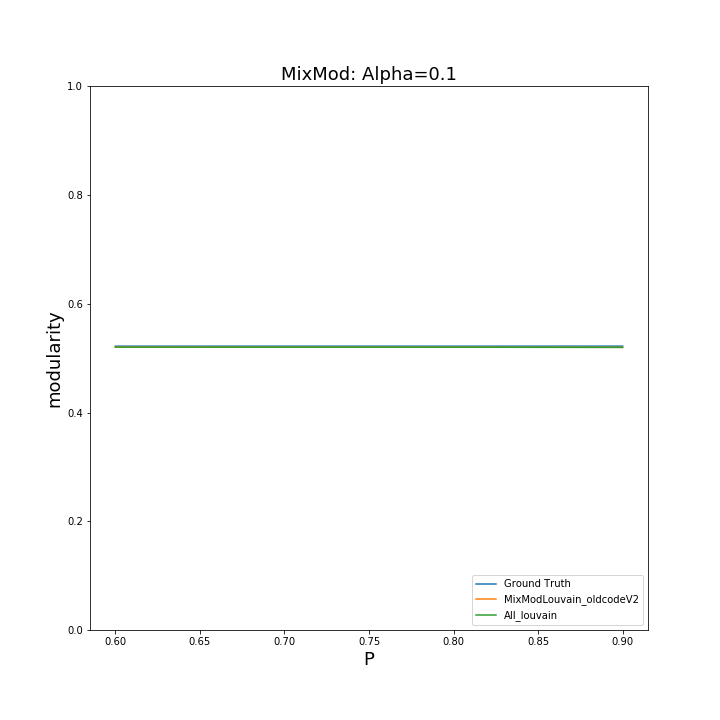 MixMod: Alpha=0.1
1.0
0.8
0.6
0.4
0.2
0.0
modularity
0.60 0.65 0.70 0.75 0.80 0.85 0.90
P
Ground Truth
MixModLouvain_oldcodeV2
All_louvain